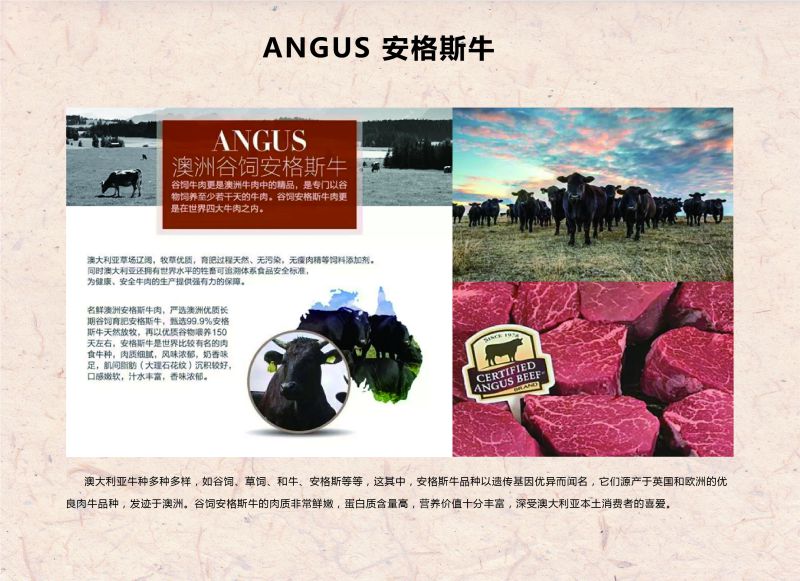 ANGUS 安格斯牛
ANGUS
澳洲谷饲安格斯牛
谷饲牛肉更是澳洲牛肉中的精品，是专门以谷
物饲养至少若干天的牛肉。谷饲安格斯牛肉更
是在世界四大牛肉之内。
澳大利亚草场辽阔，牧草优质，育肥过程天然、无污染，无瘦肉精等饲料添加剂。
同时澳大利亚还拥有世界水平的牲畜可追溯体系食品安全标准，
为健康、安全牛肉的生产提供强有力的保障。
名鲜澳洲安格斯牛肉，严选澳洲优质长
期谷饲育肥安格斯牛，甄选99.9%安格
斯牛天然放牧，再以优质谷物喂养150
天左右，安格斯牛是世界比较有名的肉
食牛种，肉质细腻，风味浓郁，奶香味
足，肌间脂肪（大理石花纹）沉积较好，
口感嫩软，汁水丰富，香味浓郁。
SINCE 1978
CERTIFIED
ANGUS BEEF
BRAND
澳大利亚牛种多种多样，如谷饲、草饲、和牛、安格斯等等，这其中，安格斯牛品种以遗传基因优异而闻名，它们源产于英国和欧洲的优
良肉牛品种，发迹于澳洲。谷饲安格斯牛的肉质非常鲜嫩，蛋白质含量高，营养价值十分丰富，深受澳大利亚本土消费者的喜爱。